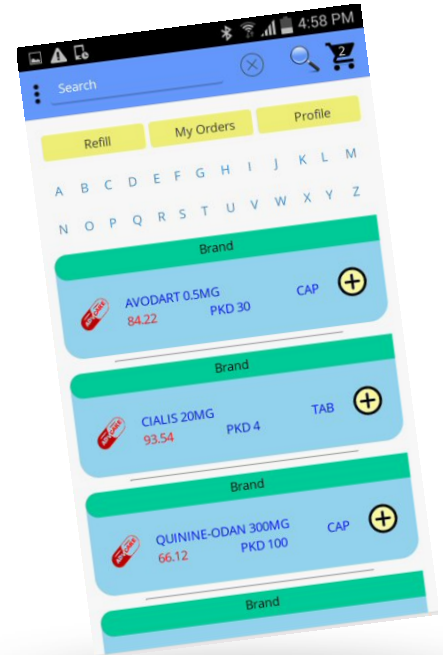 4:58 PM
Search
2
Refill My Orders Profile
A B C D E F G H I J K L M
N O P Q R S T U V W X Y Z
Brand
AVODART 0.5MG CAP
84.22 PKD 30
Brand
CIALIS 20MG TAB
93.54 PKD 4
Brand
QUININE-ODAN 300MG CAP
66.12 PKD 100
Brand